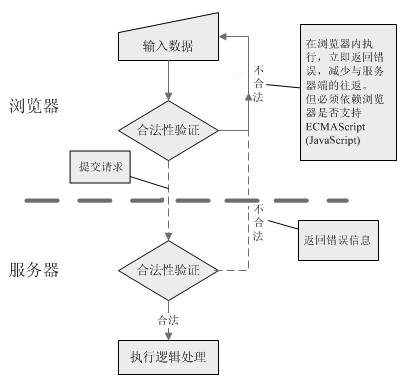 输入数据
不合法
在浏览器内执
行，立即返回错
误，减少与服务
器端的往返。
但必须依赖浏览
器是否支持
ECMAScript
(JavaScript)
浏览器
合法性验证
提交请求
不合法
返回错误信息
服务器
合法性验证
合法
执行逻辑处理